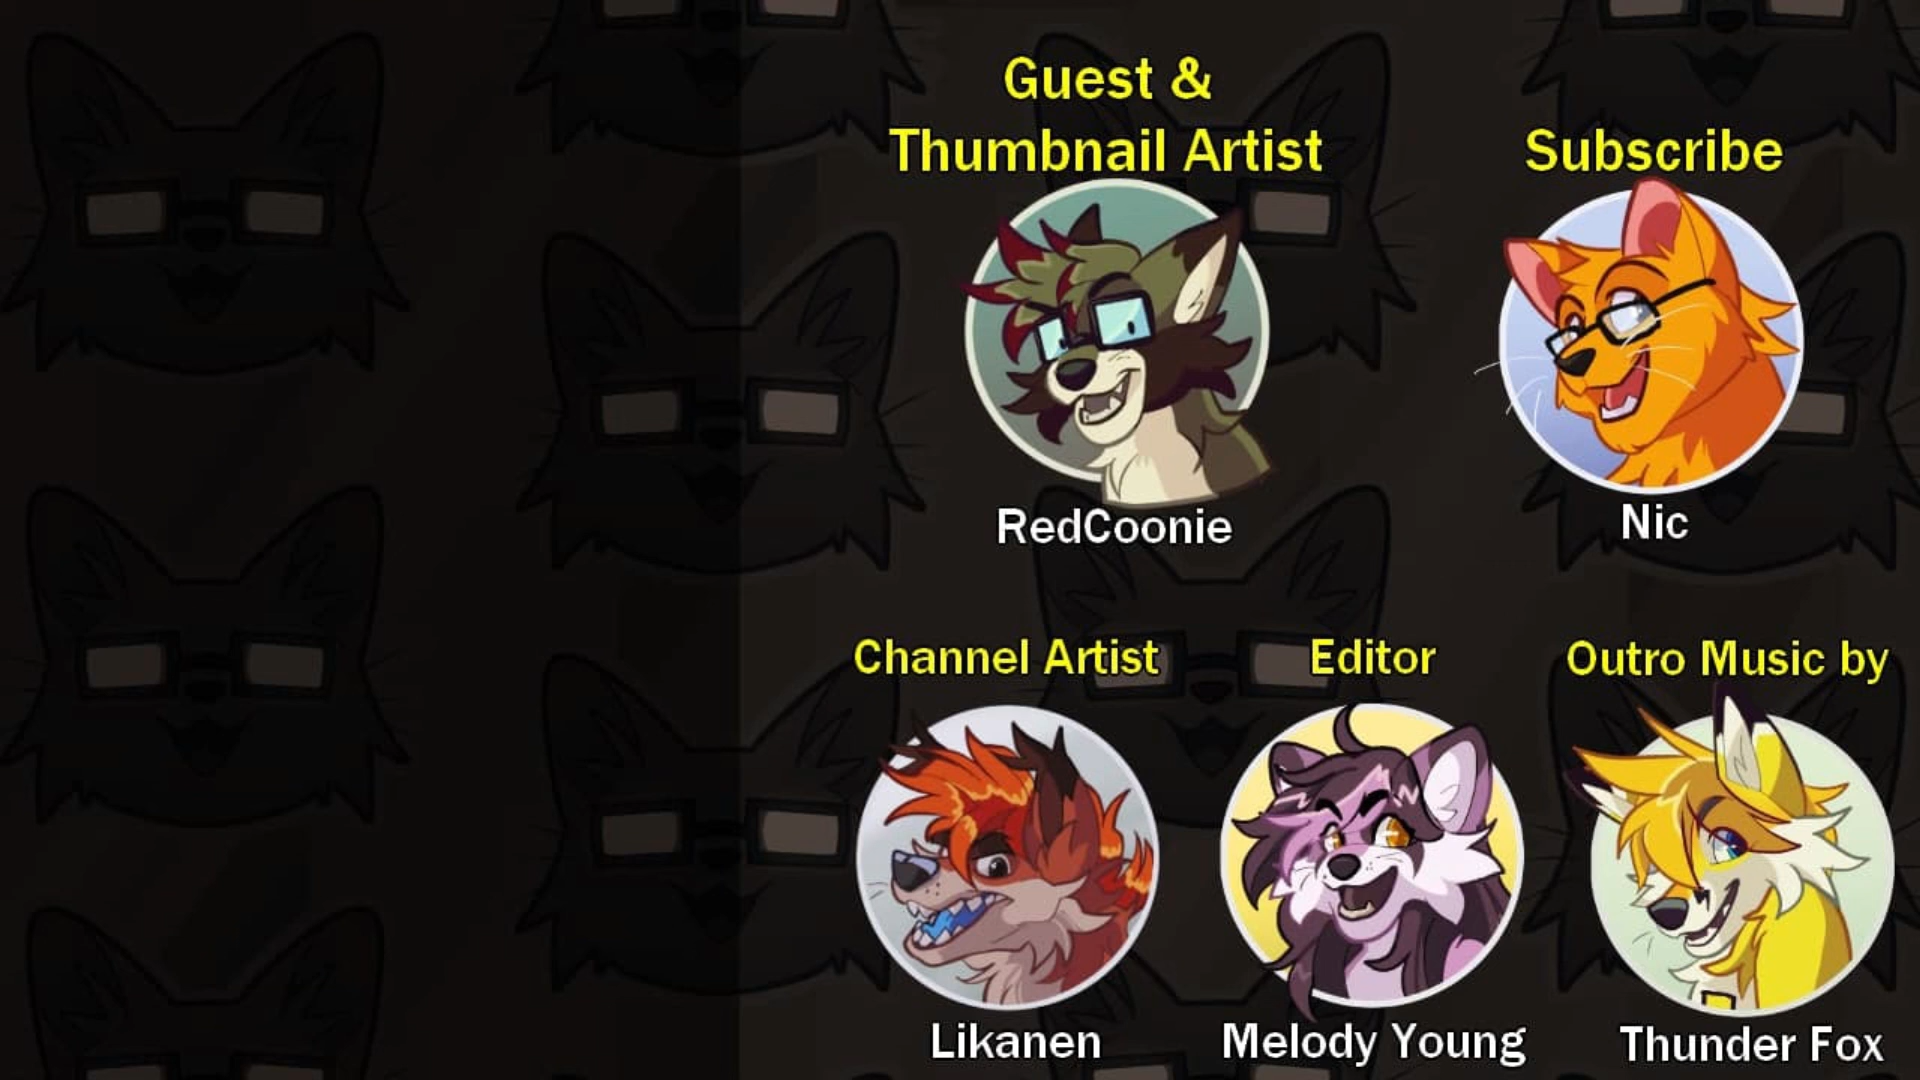 Guest &
Thumbnail Artist
Subscribe
RedCoonie
Nic
Channel Artist
Editor
Outro Music by
Likanen
Melody Young
Thunder Fox